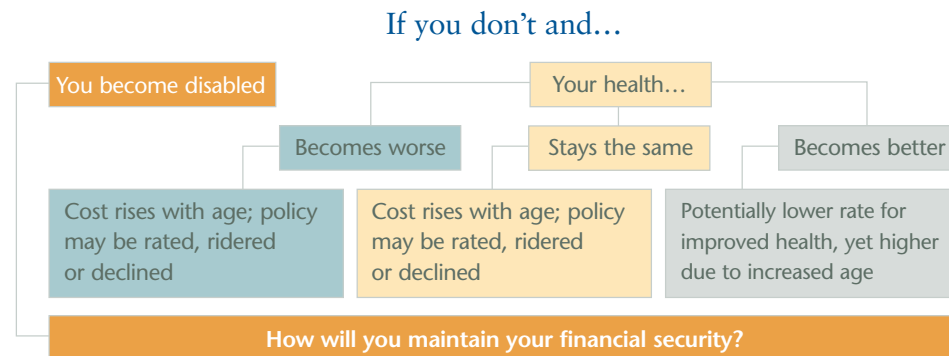 If you don’t and…
You become disabled
Your health…
Becomes worse
Stays the same
Becomes better
Cost rises with age; policy
may be rated, ridered
or declined
Cost rises with age; policy
may be rated, ridered
or declined
Potentially lower rate for
improved health, yet higher
due to increased age
How will you maintain your financial security?